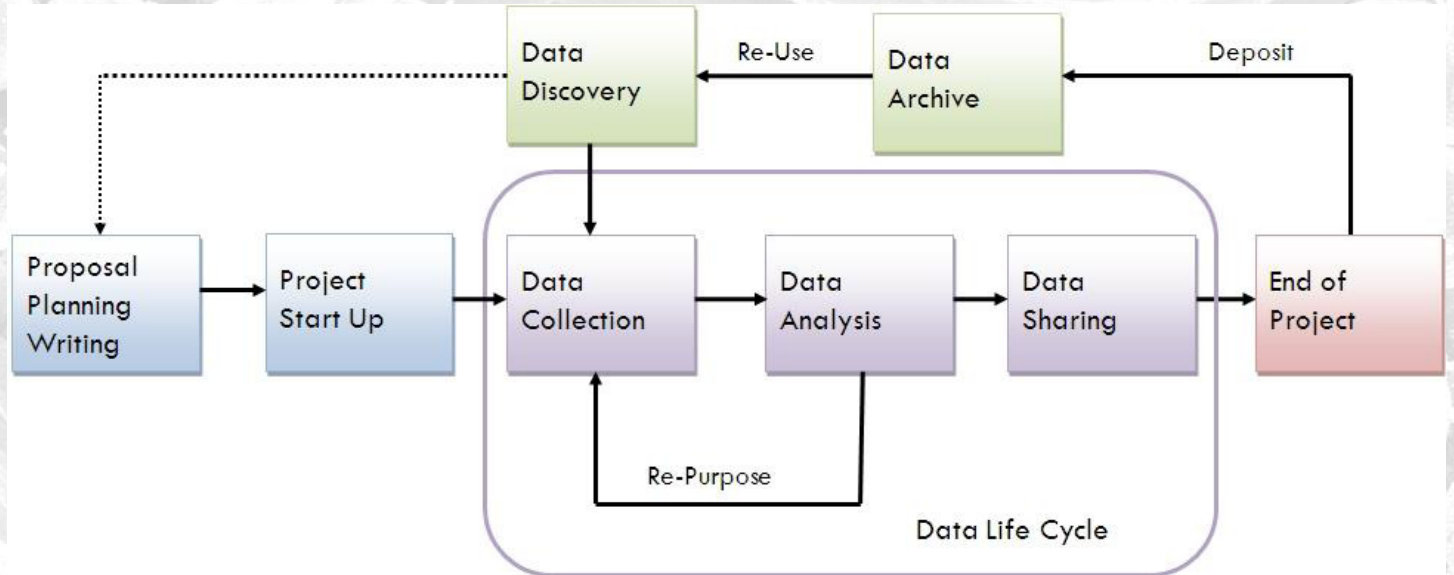 Data
Discovery
Re-Use
Data
Archive
Deposit
Proposal
Planning
Writing
Project
Start Up
Data
Collection
Data
Analysis
Data
Sharing
End of
Project
Re-Purpose
Data Life Cycle